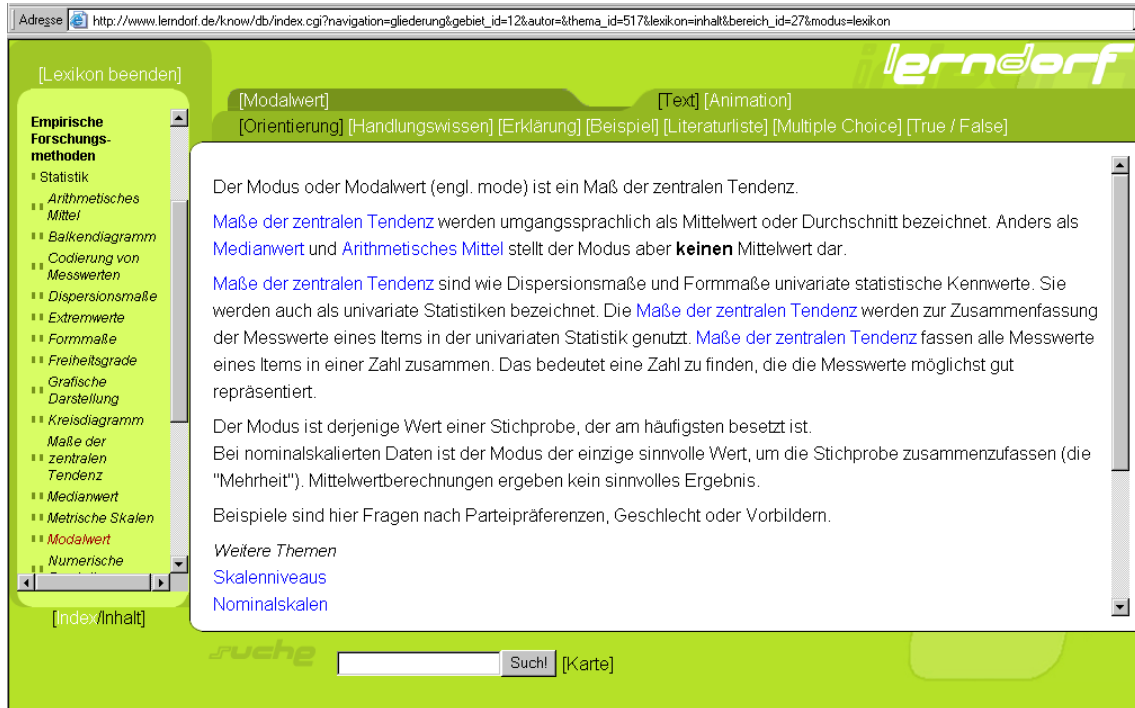 Adresse http://www.lerndorf.de/know/db/index.cgi?navigation=gliederung&gebiet_id=12&autor=&thema_id=517&lexikon=inhalt&bereich_id=27&modus=lexikon
lerndorf
[Lexikon beenden]
[Modalwert] [Text] [Animation]
[Orientierung] [Handlungswissen] [Erklärung] [Beispiel] [Literaturliste] [Multiple Choice] [True / False]
Empirische
Forschungs-
methoden
Statistik
Arithmetisches
Mittel
Balkendiagramm
Codierung von
Messwerten
Dispersionsmaße
Extremwerte
Formmaße
Freiheitsgrade
Grafische
Darstellung
Kreisdiagramm
Maße der
zentralen
Tendenz
Medianwert
Metrische Skalen
Modalwert
Numerische
[Index/Inhalt]
Der Modus oder Modalwert (engl. mode) ist ein Maß der zentralen Tendenz.
Maße der zentralen Tendenz werden umgangssprachlich als Mittelwert oder Durchschnitt bezeichnet. Anders als
Medianwert und Arithmetisches Mittel stellt der Modus aber keinen Mittelwert dar.
Maße der zentralen Tendenz sind wie Dispersionsmaße und Formmaße univariate statistische Kennwerte. Sie
werden auch als univariate Statistiken bezeichnet. Die Maße der zentralen Tendenz werden zur Zusammenfassung
der Messwerte eines Items in der univariaten Statistik genutzt. Maße der zentralen Tendenz fassen alle Messwerte
eines Items in einer Zahl zusammen. Das bedeutet eine Zahl zu finden, die die Messwerte möglichst gut
repräsentiert.
Der Modus ist derjenige Wert einer Stichprobe, der am häufigsten besetzt ist.
Bei nominalskalierten Daten ist der Modus der einzige sinnvolle Wert, um die Stichprobe zusammenzufassen (die
"Mehrheit"). Mittelwertberechnungen ergeben kein sinnvolles Ergebnis.
Beispiele sind hier Fragen nach Parteipräferenzen, Geschlecht oder Vorbildern.
Weitere Themen
Skalenniveaus
Nominalskalen
suche Such! [Karte]